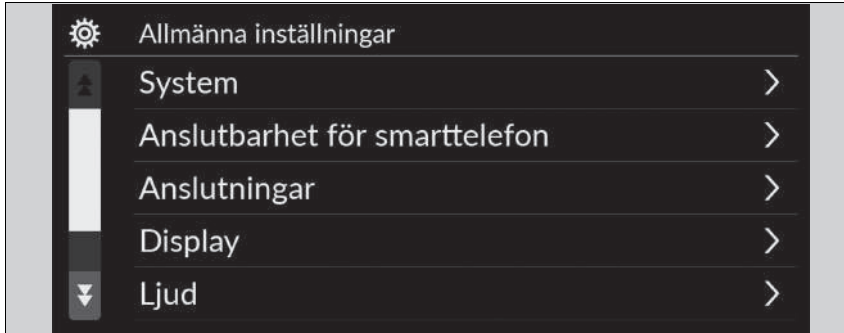 Allmänna inställningar
System
Anslutbarhet för smarttelefon
Anslutningar
Display
Ljud